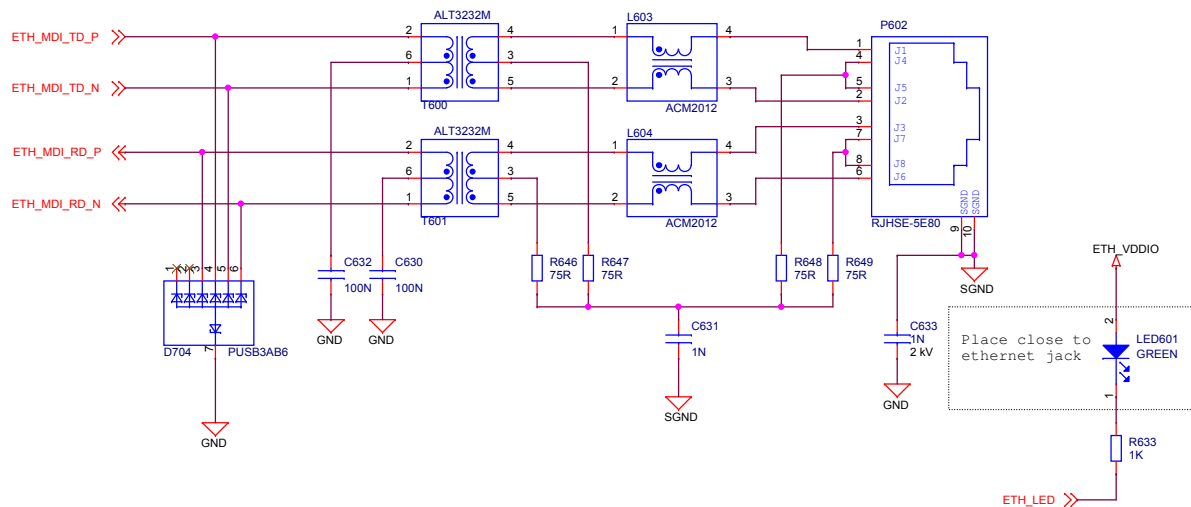 ALT3232M
L603
P602
ETH_MDI_TD_P
2
4
1
4
1
J1
4
J4
6
3
5
J5
ETH_MDI_TD_N
1
5
2
3
2
J2
T600
ACM2012
ALT3232M
L604
3
J3
7
J7
ETH_MDI_RD_P
2
4
1
4
8
J8
6
3
6
J6
ETH_MDI_RD_N
1
5
2
3
T601
ACM2012
RJHSE-5E80
SGND
SGND
9
10
SGND
1
2
3
4
5
6
7
D704
PUSB3AB6
GND
C632
100N
GND
C630
100N
GND
R646
75R
R647
75R
R648
75R
R649
75R
C631
1N
SGND
C633
1N
2 kV
GND
ETH_VDDIO
Place close to
ethernet jack
2
LED601
GREEN
1
R633
1K
ETH_LED